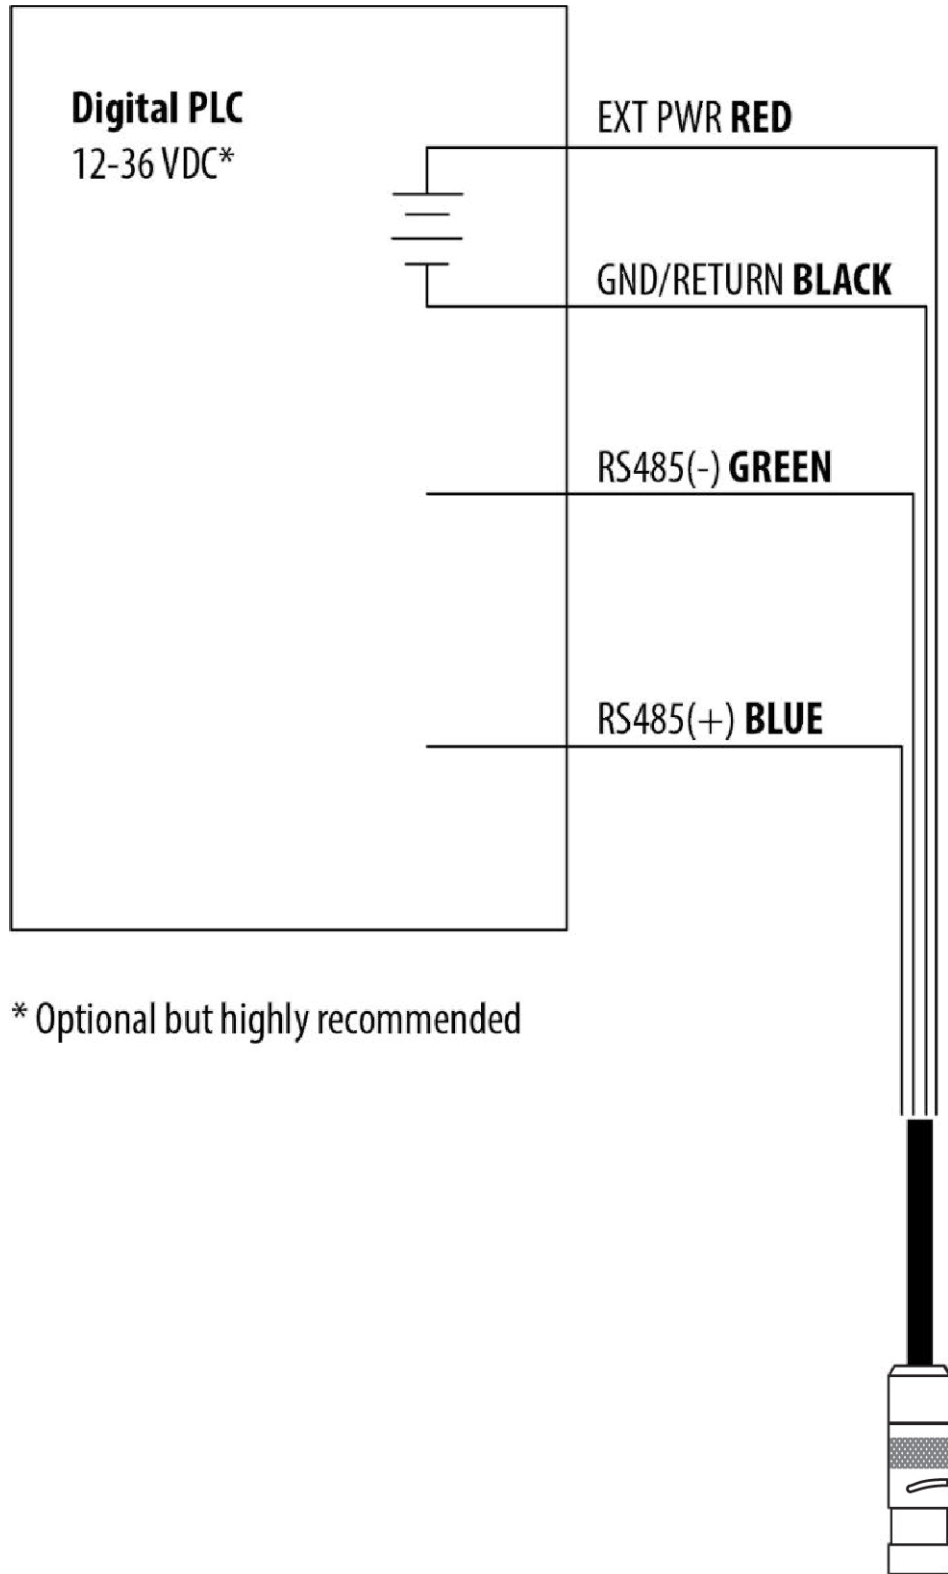 Digital PLC
12-36 VDC*
EXT PWR RED
GND/RETURN BLACK
RS485(-) GREEN
RS485(+) BLUE
* Optional but highly recommended